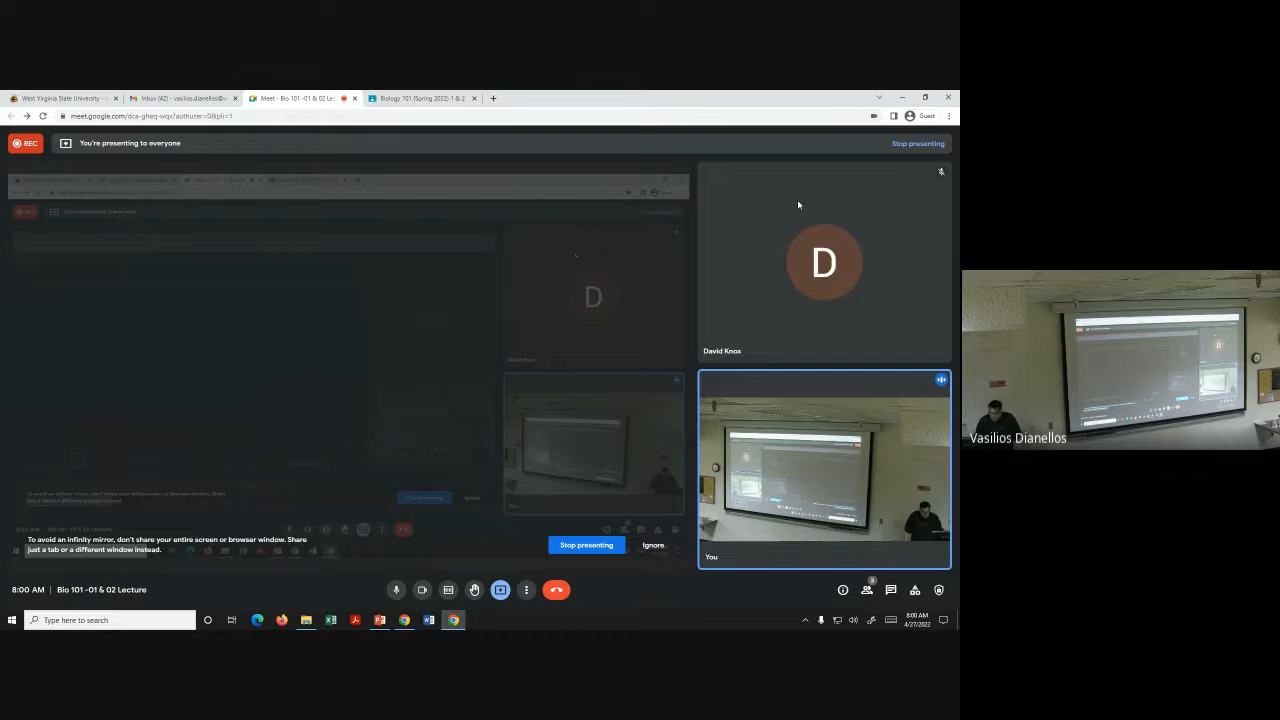 West Virginia State University -
Inbox (42) - vasilios.dianellos@
Meet - Bio 101 -01 & 02 Lec
Biology 101 (Spring 2022) 1 & 2
meet.google.com/dca-gheq-wqx?authuser=0&pli=1
Guest
REC
You're presenting to everyone
Stop presenting
D
David Knox
D
David Knox
Vasilios Dianellos
To avoid an infinity mirror, don't share your entire screen or browser window. Share
just a tab or a different window instead.
Stop presenting
Ignore
You
8:00 AM | Bio 101 -01 & 02 Lecture
3
Type here to search
8:00 AM
4/27/2022